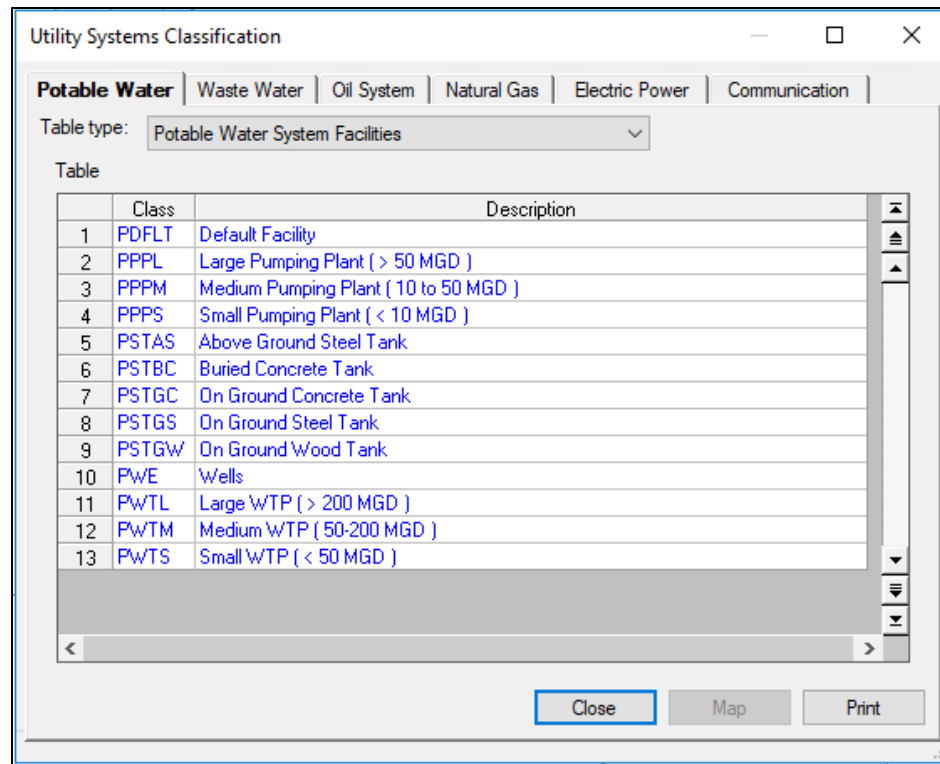 Utility Systems Classification
Potable Water Waste Water Oil System Natural Gas Electric Power Communication
Table type: Potable Water System Facilities
Table
Class Description
1 PDFLT Default Facility
2 PPPL Large Pumping Plant ( > 50 MGD )
3 PPPM Medium Pumping Plant ( 10 to 50 MGD )
4 PPPS Small Pumping Plant ( < 10 MGD )
5 PSTAS Above Ground Steel Tank
6 PSTBC Buried Concrete Tank
7 PSTGC On Ground Concrete Tank
8 PSTGS On Ground Steel Tank
9 PSTGW On Ground Wood Tank
10 PWE Wells
11 PWTL Large WTP ( > 200 MGD )
12 PWTM Medium WTP ( 50-200 MGD )
13 PWTS Small WTP ( < 50 MGD )
Close Map Print